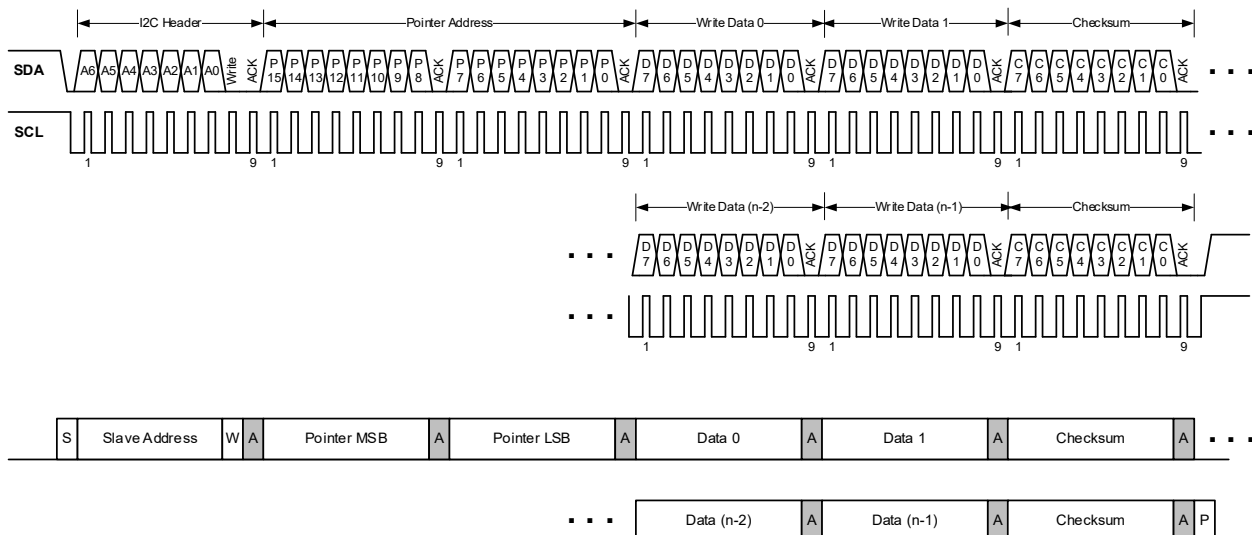 I2C Header Pointer Address Write Data 0 Write Data 1 Checksum
SDA A6 A5 A4 A3 A2 A1 A0 Write ACK P15 P14 P13 P12 P11 P10 P9 P8 ACK P7 P6 P5 P4 P3 P2 P1 P0 ACK D7 D6 D5 D4 D3 D2 D1 D0 ACK D7 D6 D5 D4 D3 D2 D1 D0 ACK C7 C6 C5 C4 C3 C2 C1 C0 ACK . . .
SCL . . .
1 9 1 9 1 9 1 9 1 9 1 9
Write Data (n-2) Write Data (n-1) Checksum
. . . D7 D6 D5 D4 D3 D2 D1 D0 ACK D7 D6 D5 D4 D3 D2 D1 D0 ACK C7 C6 C5 C4 C3 C2 C1 C0 ACK
. . .
1 9 1 9 1 9
S Slave Address W A Pointer MSB A Pointer LSB A Data 0 A Data 1 A Checksum A . . .
. . . Data (n-2) A Data (n-1) A Checksum A P